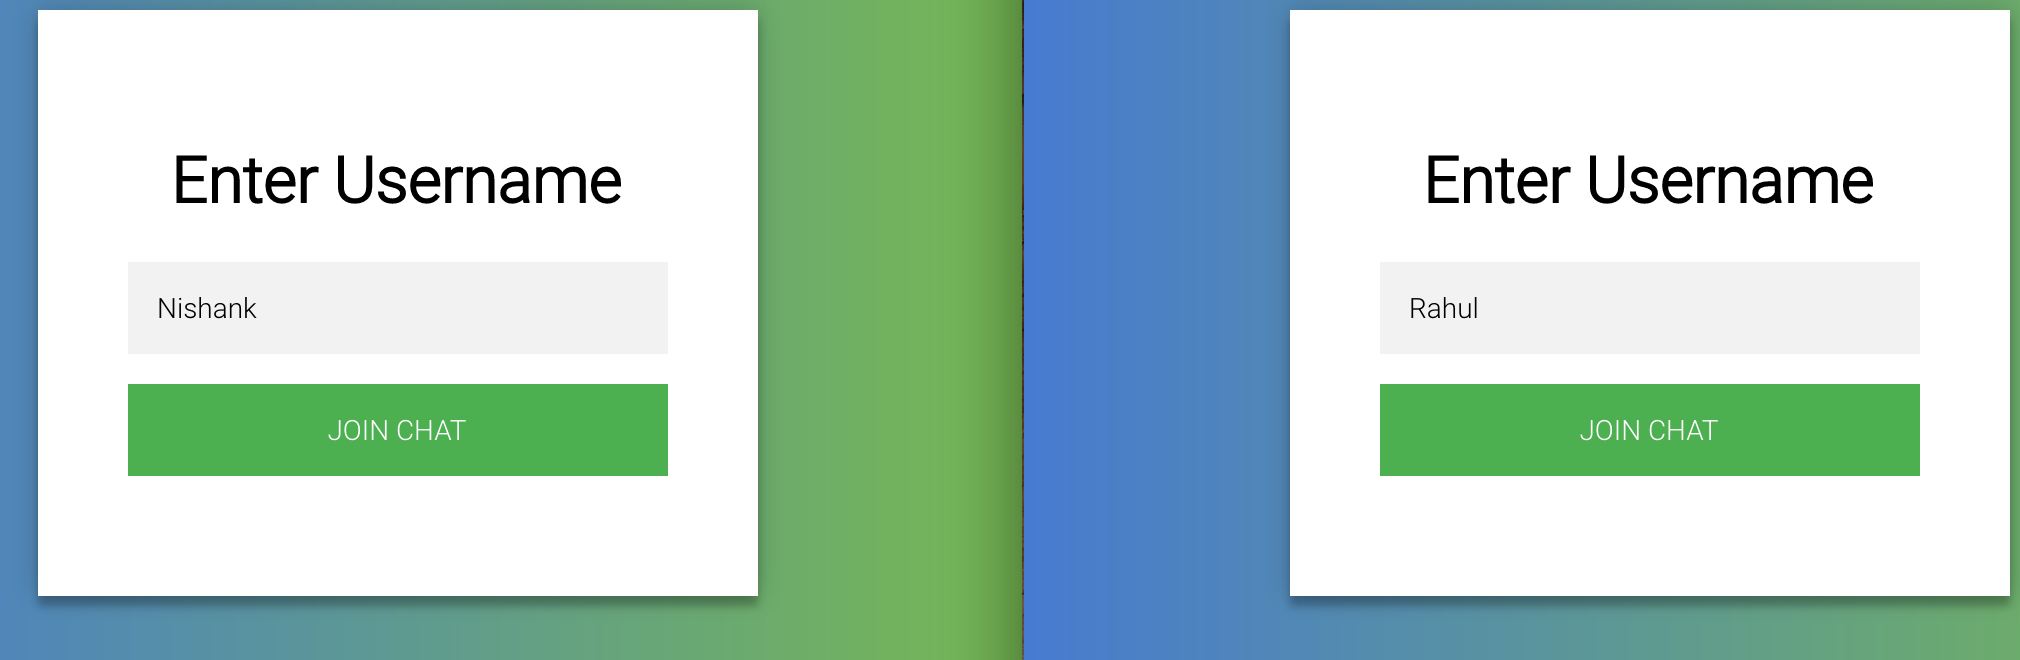 Enter Username
Nishank
JOIN CHAT
Enter Username
Rahul
JOIN CHAT